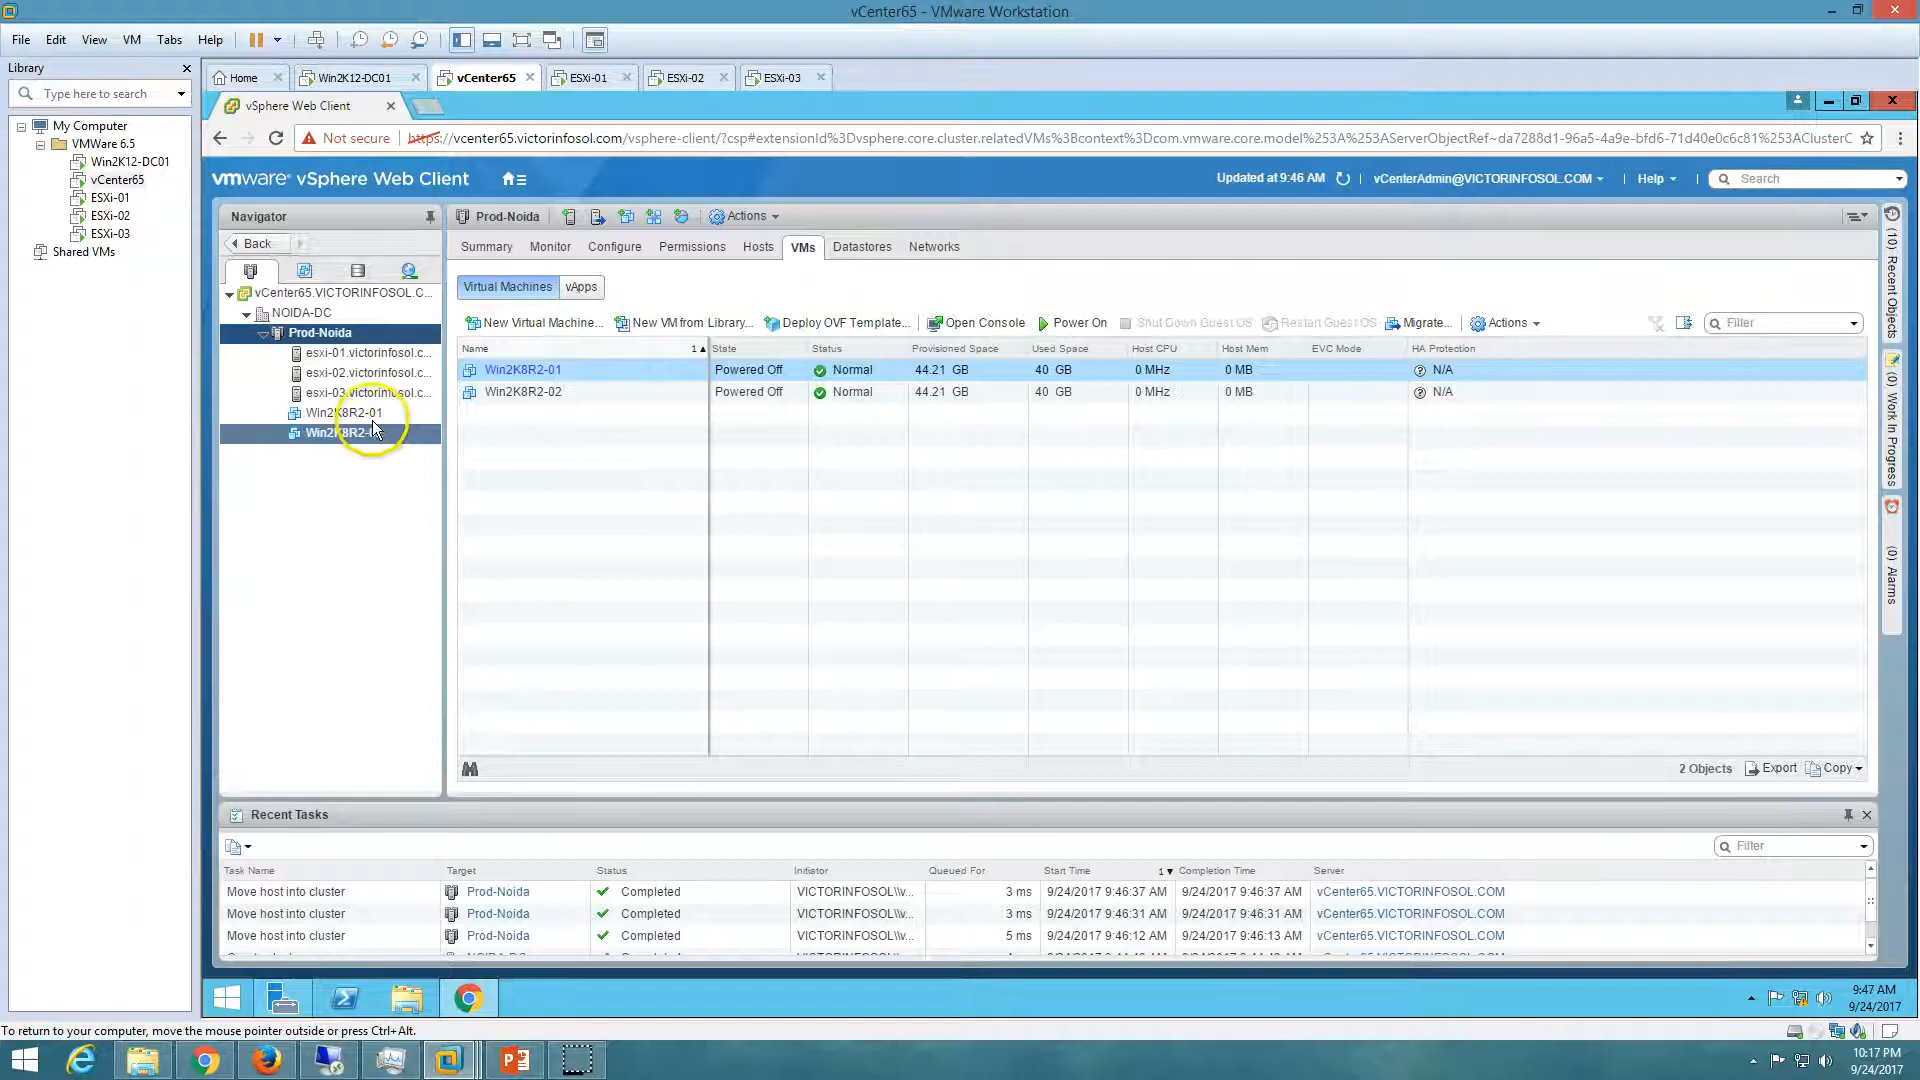 vCenter65 - VMware Workstation
File Edit View VM Tabs Help
Library
Type here to search
My Computer
VMWare 6.5
Win2K12-DC01
vCenter65
ESXi-01
ESXi-02
ESXi-03
Shared VMs
Home Win2K12-DC01 vCenter65 ESXi-01 ESXi-02 ESXi-03
vSphere Web Client
Not secure https://vcenter65.victorinfosol.com/vsphere-client/?csp#extensionId%3Dvsphere.core.cluster.relatedVMs%3Bcontext%3Dcom.vmware.core.model%253A%253AServerObjectRef~da7288d1-96a5-4a9e-bfd6-71d40e0c6c81%253AClusterC
vmware® vSphere Web Client Updated at 9:46 AM vCenterAdmin@VICTORINFOSOL.COM Help Search
Navigator
Back
vCenter65.VICTORINFOSOL.C...
NOIDA-DC
Prod-Noida
esxi-01.victorinfosol.c...
esxi-02.victorinfosol.c...
esxi-03.victorinfosol.c...
Win2K8R2-01
Prod-Noida Actions
Summary Monitor Configure Permissions Hosts VMs Datastores Networks
Virtual Machines vApps
New Virtual Machine... New VM from Library... Deploy OVF Template... Open Console Power On Shut Down Guest OS Restart Guest OS Migrate... Actions Filter
Name 1 State Status Provisioned Space Used Space Host CPU Host Mem EVC Mode HA Protection
Win2K8R2-01 Powered Off Normal 44.21 GB 40 GB 0 MHz 0 MB N/A
Win2K8R2-02 Powered Off Normal 44.21 GB 40 GB 0 MHz 0 MB N/A
2 Objects Export Copy
(10) Recent Objects
(0) Work In Progress
(0) Alarms
Recent Tasks
Filter
Task Name Target Status Initiator Queued For Start Time 1 Completion Time Server
Move host into cluster Prod-Noida Completed VICTORINFOSOL\\v... 3 ms 9/24/2017 9:46:37 AM 9/24/2017 9:46:37 AM vCenter65.VICTORINFOSOL.COM
Move host into cluster Prod-Noida Completed VICTORINFOSOL\\v... 3 ms 9/24/2017 9:46:31 AM 9/24/2017 9:46:31 AM vCenter65.VICTORINFOSOL.COM
Move host into cluster Prod-Noida Completed VICTORINFOSOL\\v... 5 ms 9/24/2017 9:46:12 AM 9/24/2017 9:46:13 AM vCenter65.VICTORINFOSOL.COM
9:47 AM
9/24/2017
To return to your computer, move the mouse pointer outside or press Ctrl+Alt.
10:17 PM
9/24/2017